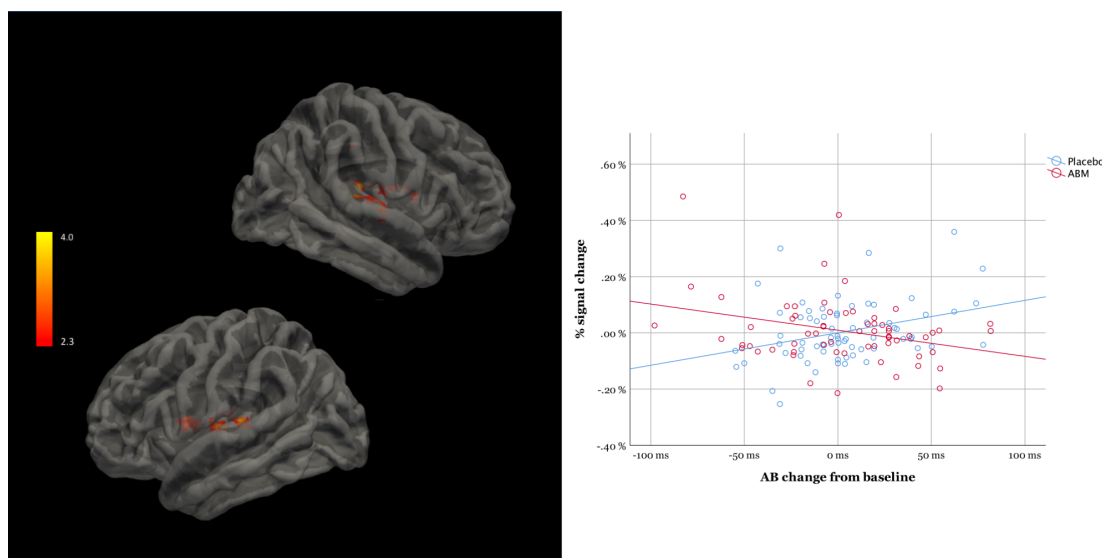 4.0
2.3
.60 %
.40 %
.20 %
.00 %
-.20 %
-.40 %
% signal change
-100 ms
-50 ms
0 ms
50 ms
100 ms
AB change from baseline
Placebo
ABM